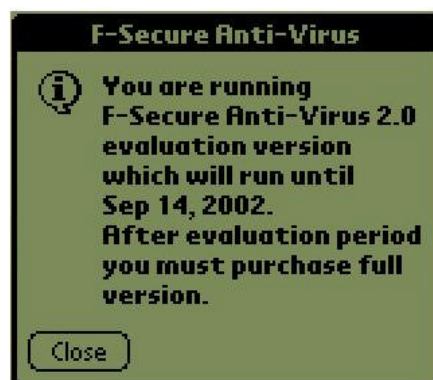 F-Secure Anti-Virus
You are running
F-Secure Anti-Virus 2.0
evaluation version
which will run until
Sep 14, 2002.
After evaluation period
you must purchase full
version.
Close